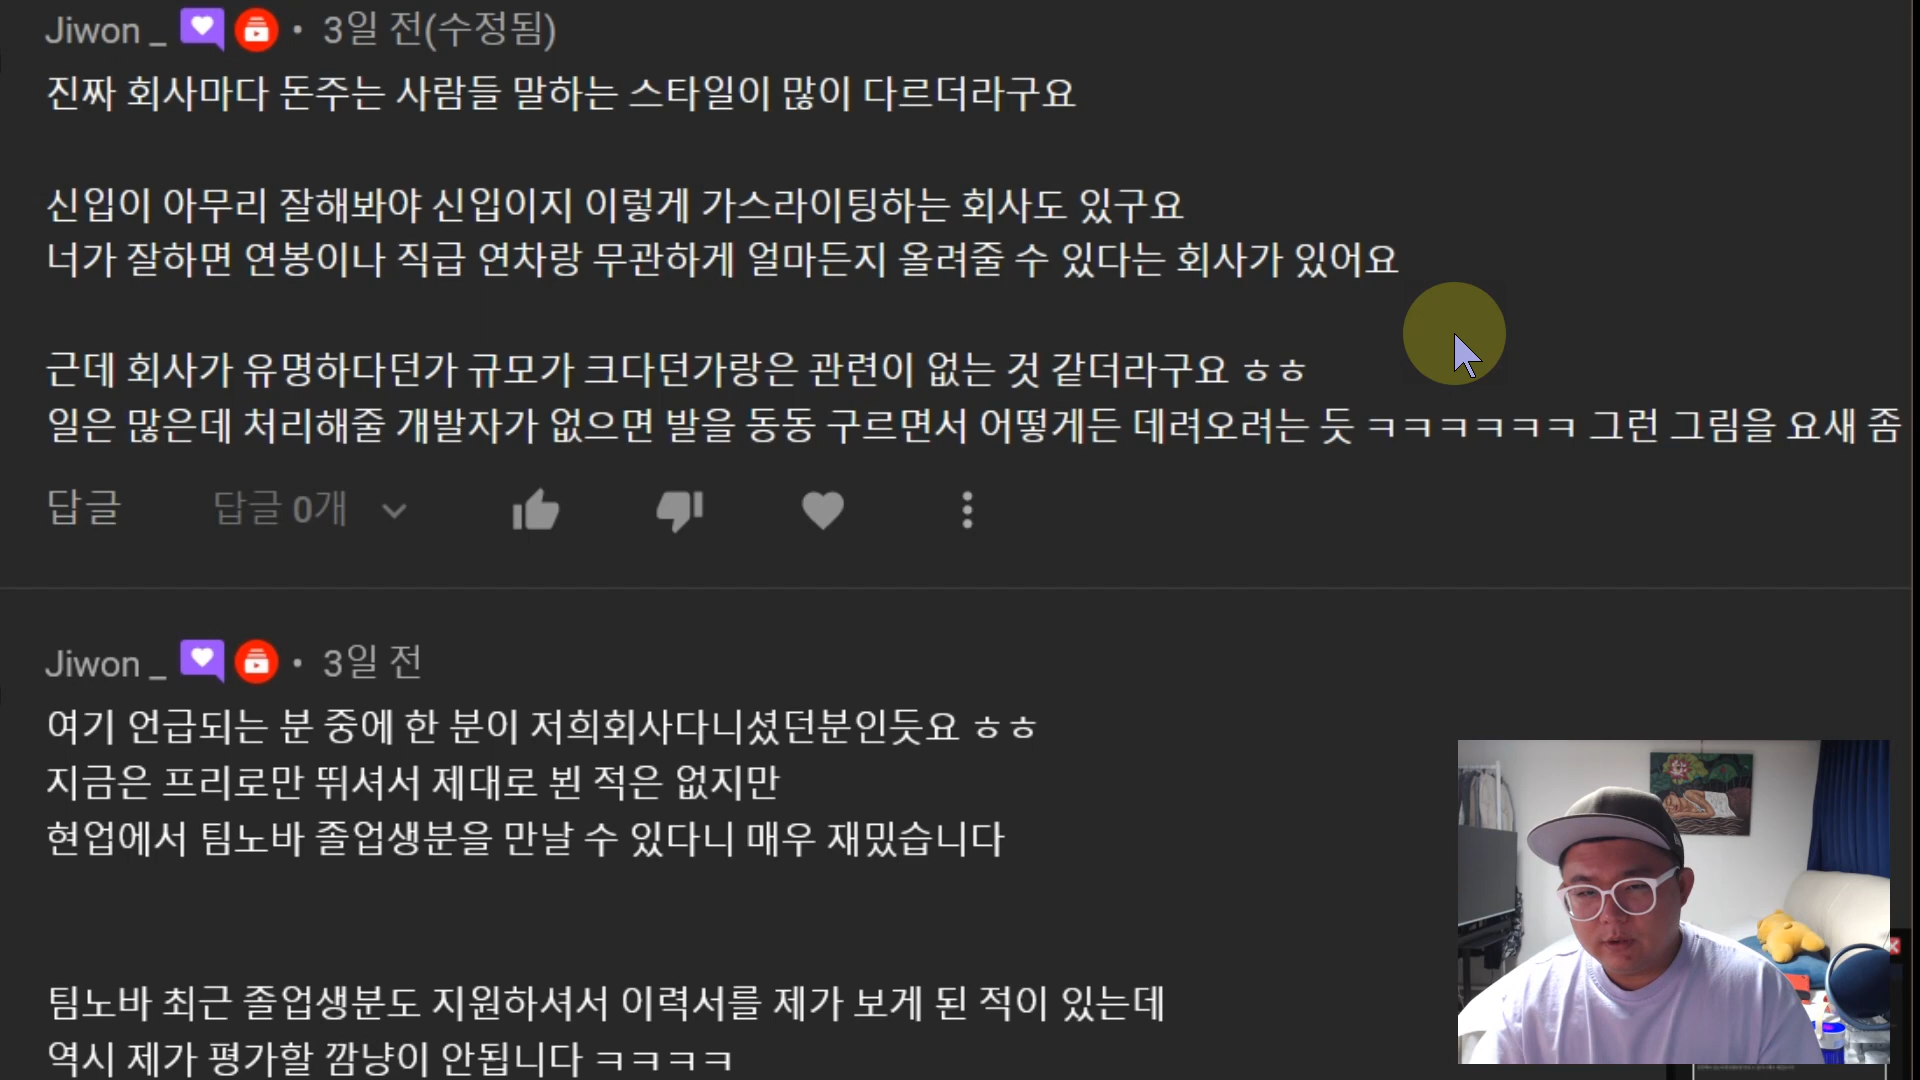 Jiwon _ • 3일 전(수정됨)
진짜 회사마다 돈주는 사람들 말하는 스타일이 많이 다르더라구요
신입이 아무리 잘해봐야 신입이지 이렇게 가스라이팅하는 회사도 있구요
너가 잘하면 연봉이나 직급 연차랑 무관하게 얼마든지 올려줄 수 있다는 회사가 있어요
근데 회사가 유명하다던가 규모가 크다던가랑은 관련이 없는 것 같더라구요 ㅎㅎ
일은 많은데 처리해줄 개발자가 없으면 발을 동동 구르면서 어떻게든 데려오려는 듯 ㅋㅋㅋㅋㅋㅋ 그런 그림을 요새 좀
답글 답글 0개
Jiwon _ • 3일 전
여기 언급되는 분 중에 한 분이 저희회사다니셨던분인듯요 ㅎㅎ
지금은 프리로만 뛰셔서 제대로 뵌 적은 없지만
현업에서 팀노바 졸업생분을 만날 수 있다니 매우 재밌습니다
팀노바 최근 졸업생분도 지원하셔서 이력서를 제가 보게 된 적이 있는데
역시 제가 평가할 깜냥이 안됩니다 ㅋㅋㅋㅋ